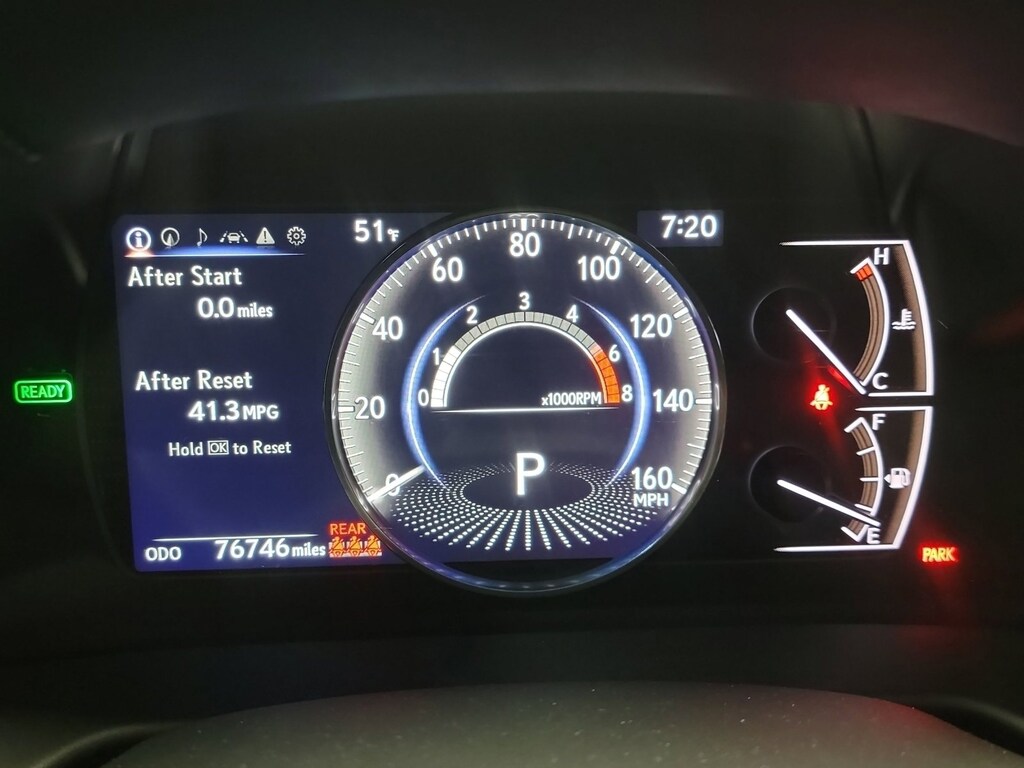 51°F
7:20
After Start
0.0 miles
After Reset
41.3 MPG
Hold OK to Reset
ODO 76746 miles
REAR
READY
0 20 40 60 80 100 120 140 160
MPH
0 1 2 3 4 6 8
x1000RPM
P
H
C
F
E
PARK